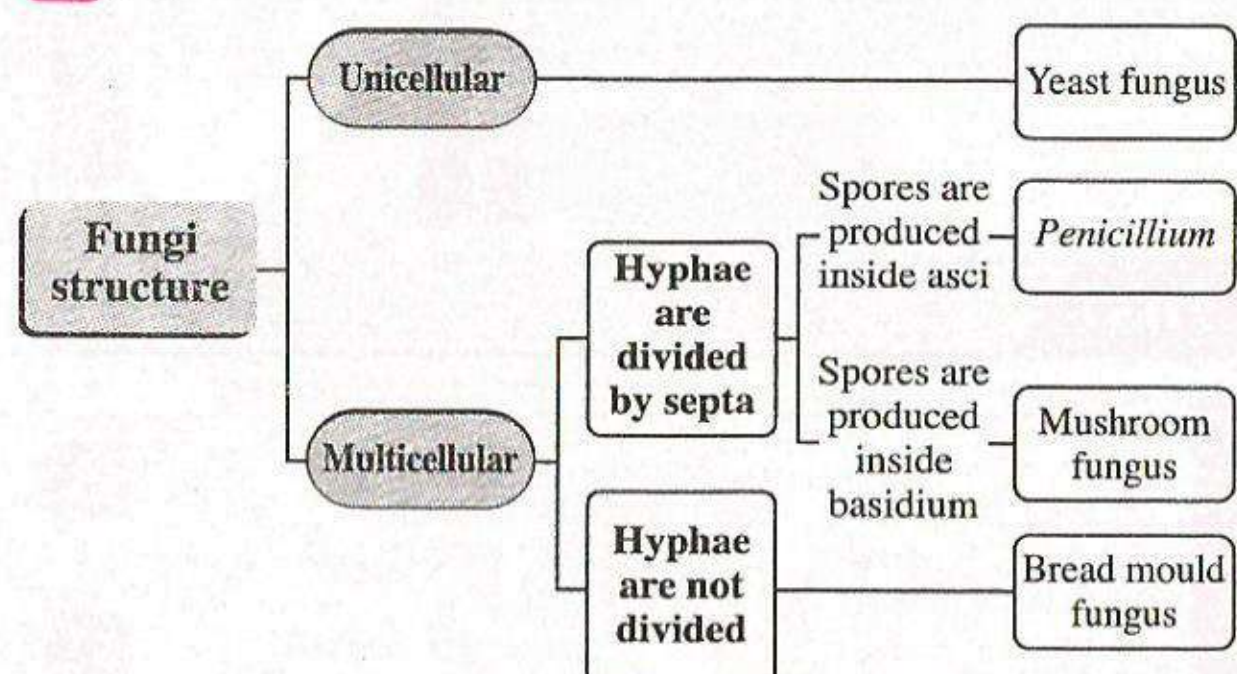 Unicellular
Yeast fungus
Fungi
structure
Multicellular
Hyphae
are
divided
by septa
Spores are
produced
inside asci
Penicillium
Spores are
produced
inside
basidium
Mushroom
fungus
Hyphae
are not
divided
Bread mould
fungus